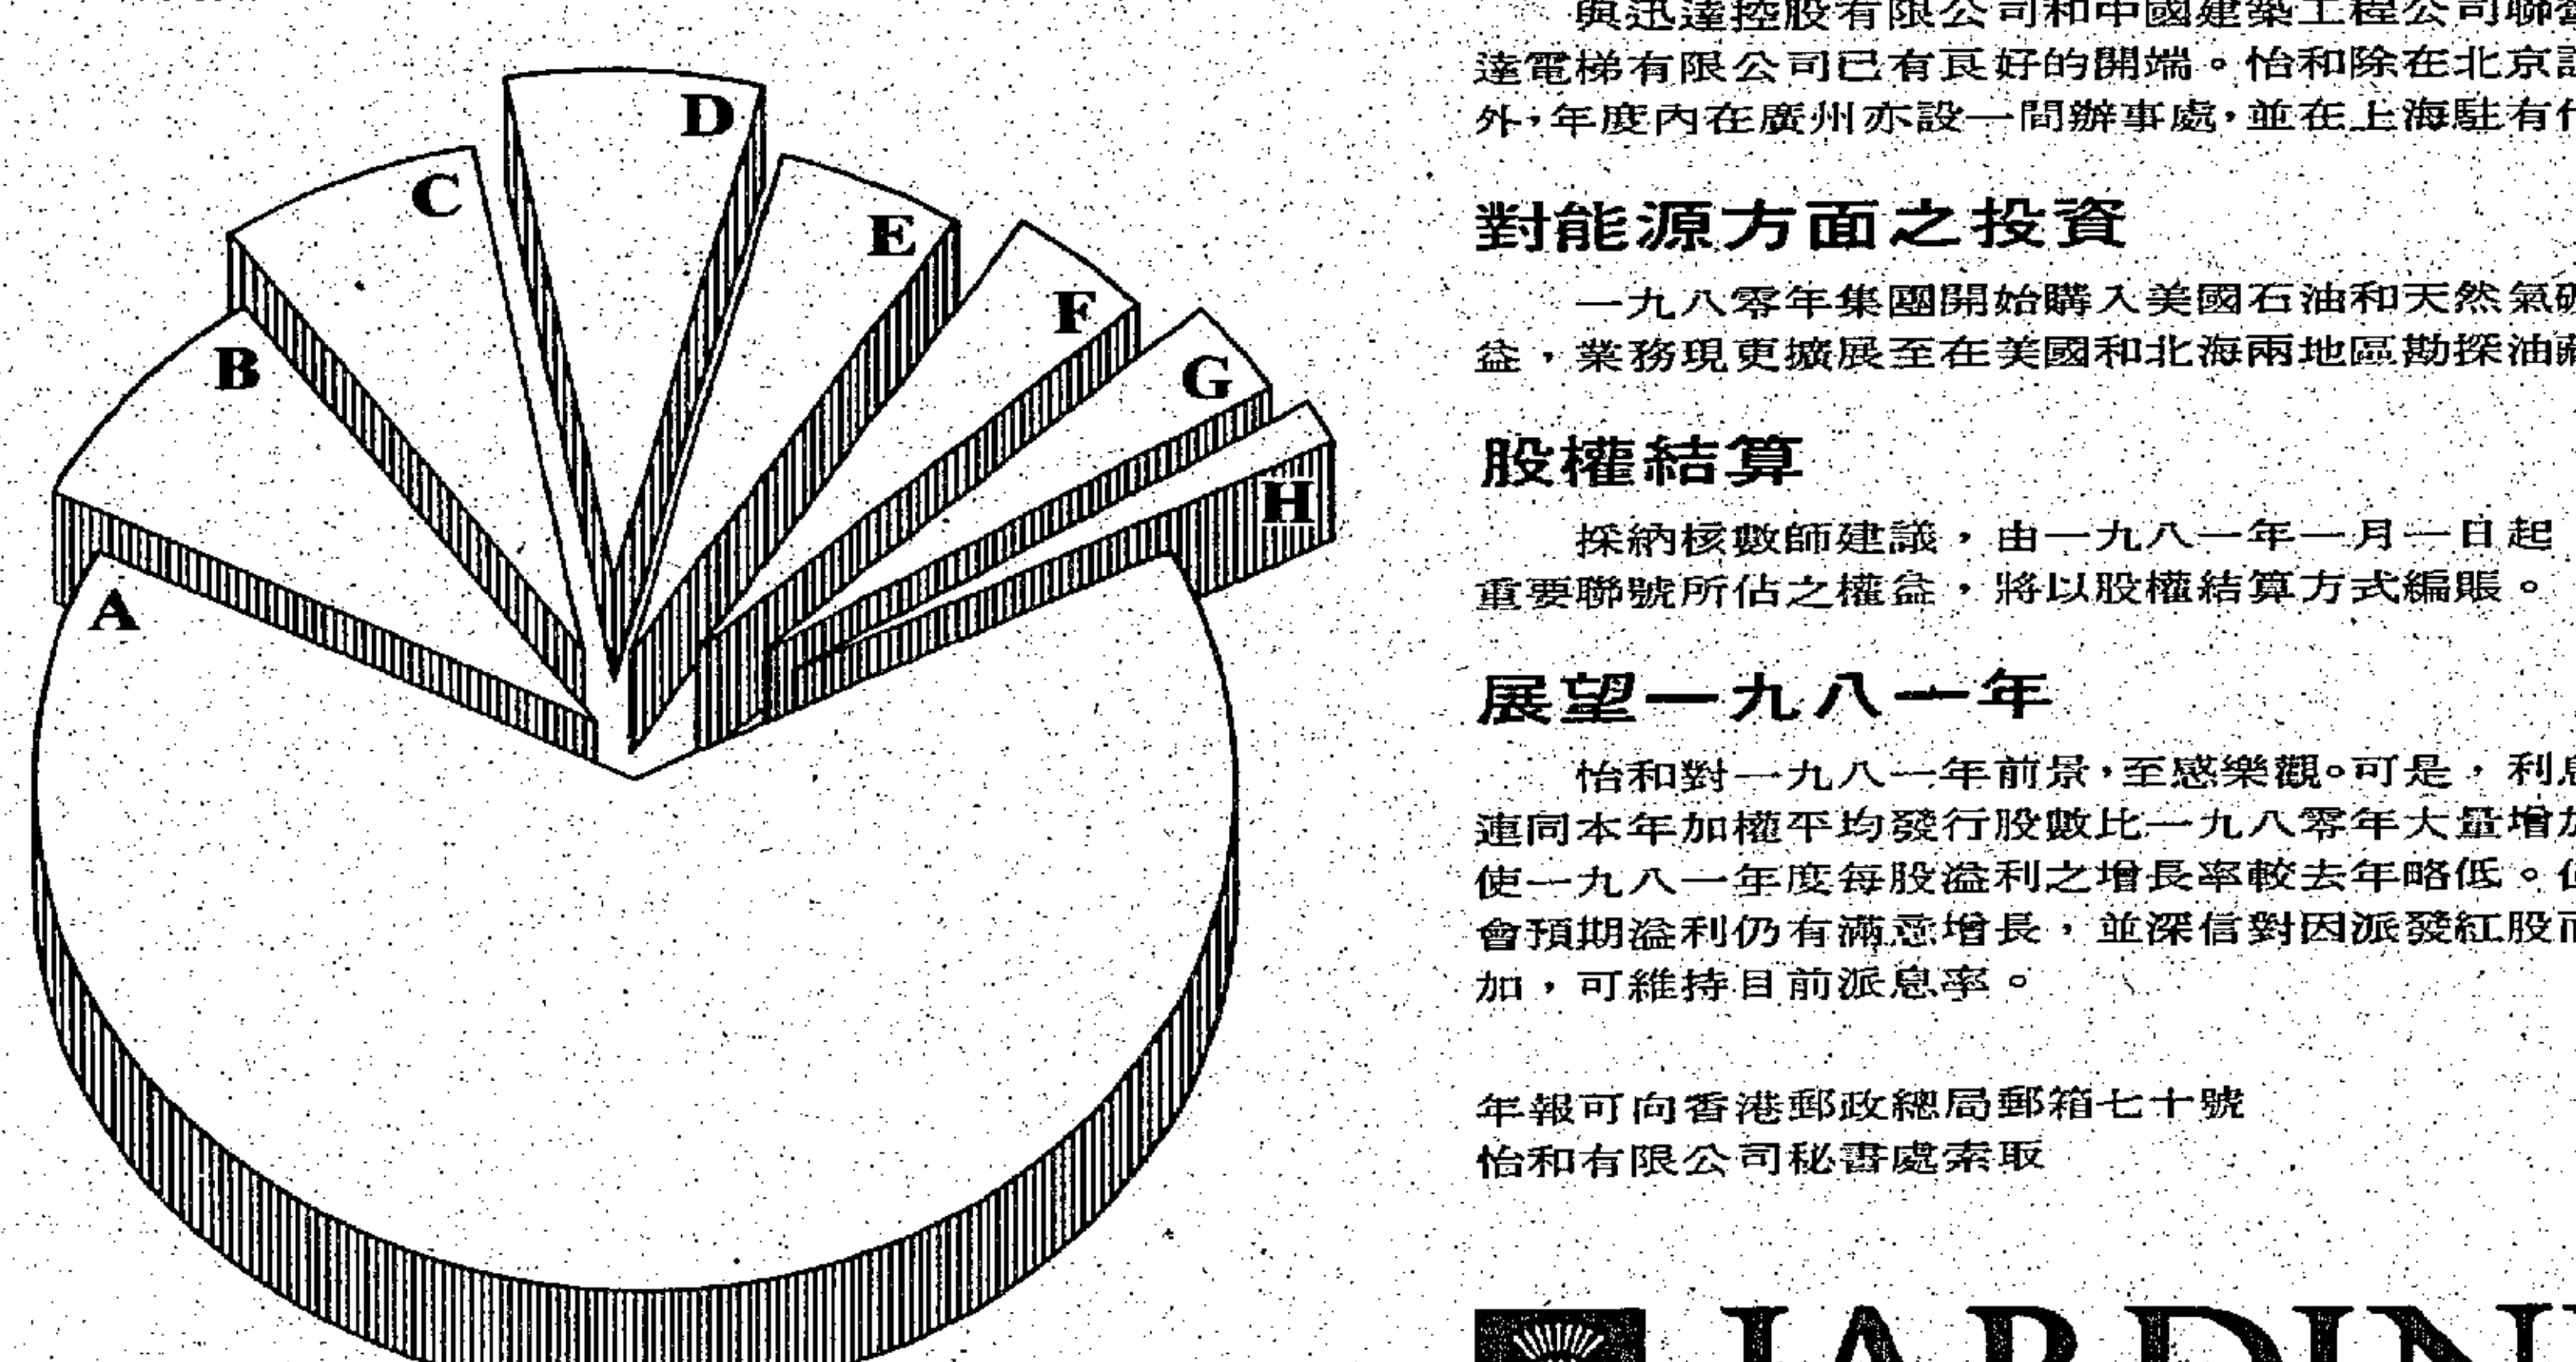 A
B
C
D
E
F
G
H
與迅達控股有限公司和中國建築工程公司聯
達電梯有限公司已有良好的開端。怡和除在北京
外，年度內在廣州亦設一間辦事處，並在上海駐有
對能源方面之投資
一九八零年集團開始購入美國石油和天然氣
益，業務現更擴展至在美國和北海兩地區勘探油
股權結算
採納核數師建議，由一九八一年一月一日起
重要聯號所佔之權益，將以股權結算方式編賬。
展望一九八一年
怡和對一九八一年前景，至感樂觀。可是，利
連同本年加權平均發行股數比一九八零年大量增
使一九八一年度每股溢利之增長率較去年略低。
會預期溢利仍有滿意增長，並深信對因派發紅股
加，可維持目前派息率。
年報可向香港郵政總局郵箱七十號
怡和有限公司秘書處索取
JARDIN